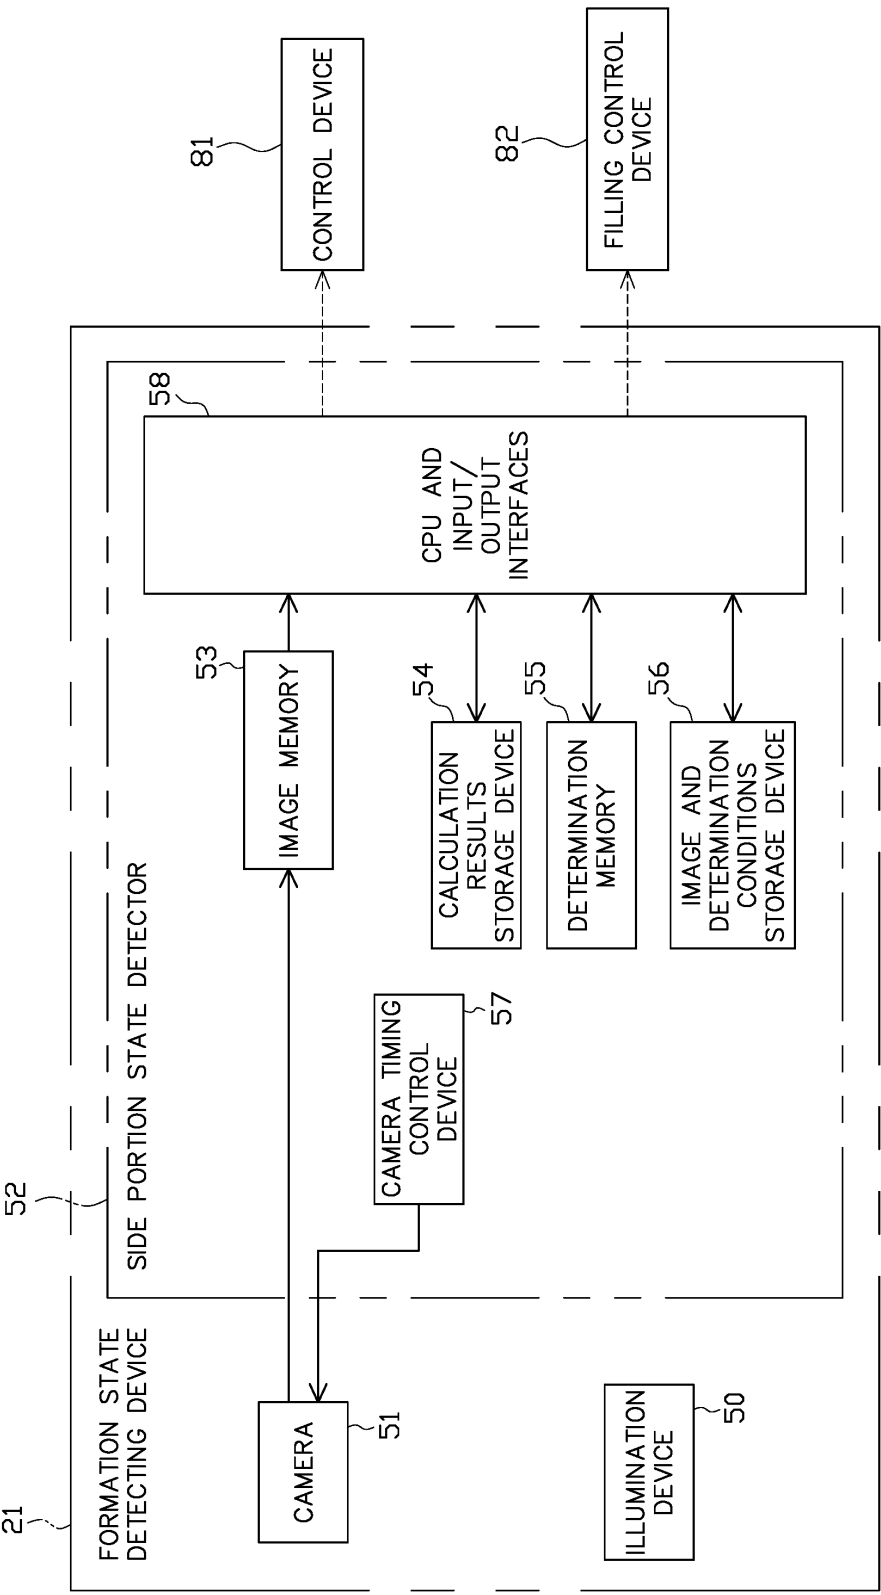 21
FORMATION STATE
DETECTING DEVICE
52
SIDE PORTION STATE DETECTOR
CAMERA
51
IMAGE MEMORY
53
CAMERA TIMING
CONTROL
DEVICE
57
CALCULATION
RESULTS
STORAGE DEVICE
54
DETERMINATION
MEMORY
55
IMAGE AND
DETERMINATION
CONDITIONS
STORAGE DEVICE
56
ILLUMINATION
DEVICE
50
58
CPU AND
INPUT/
OUTPUT
INTERFACES
81
CONTROL DEVICE
82
FILLING CONTROL
DEVICE